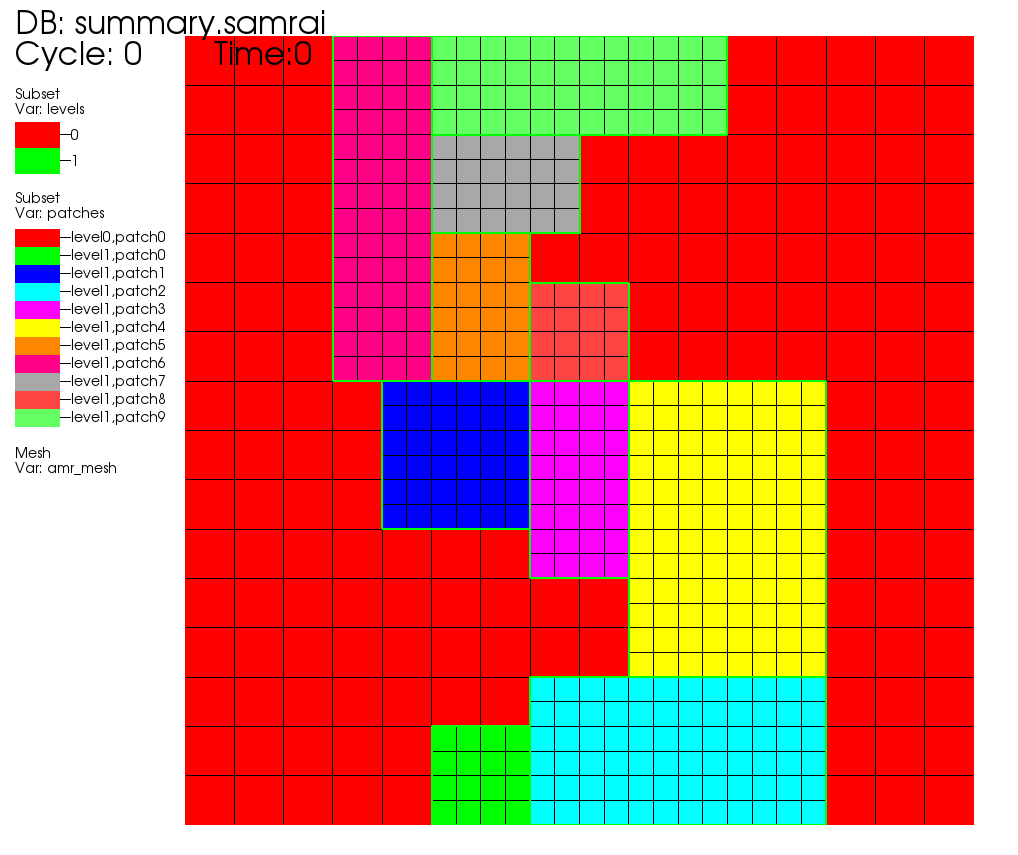 DB: summary.samrai
Cycle: 0 Time:0
Subset
Var: levels
0
1
Subset
Var: patches
level0,patch0
level1,patch0
level1,patch1
level1,patch2
level1,patch3
level1,patch4
level1,patch5
level1,patch6
level1,patch7
level1,patch8
level1,patch9
Mesh
Var: amr_mesh